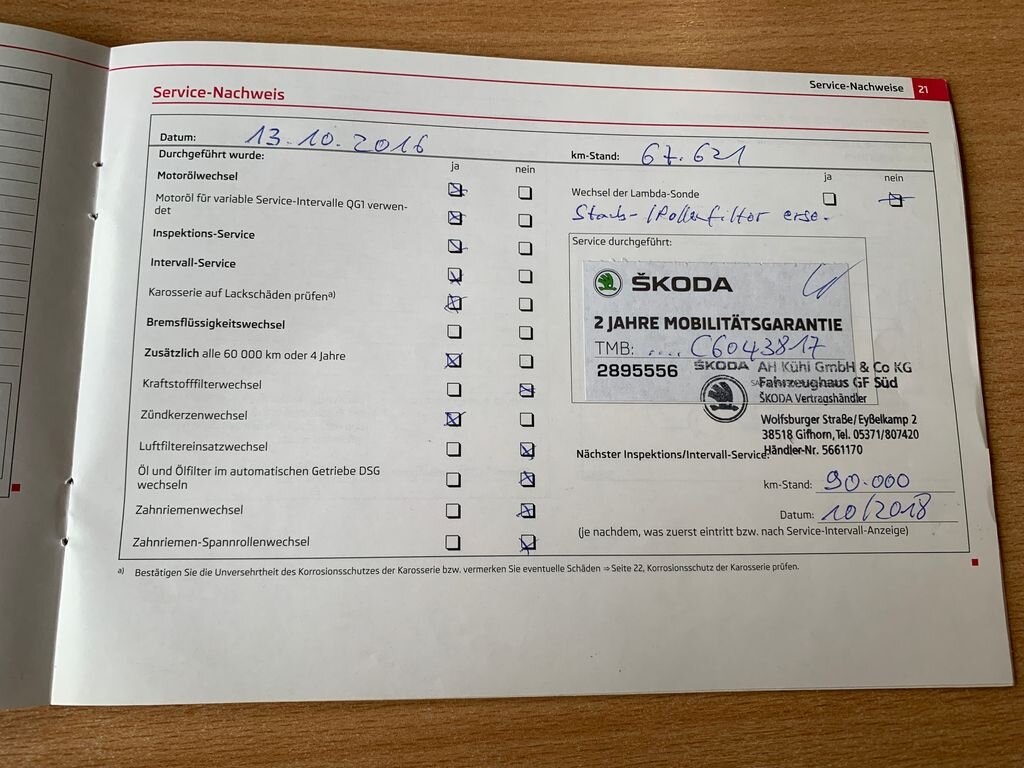 Service-Nachweise 21
Service-Nachweis
Datum: 13.10.2016
km-Stand: 67.621
Durchgeführt wurde:
ja nein
ja nein
Motorölwechsel
Wechsel der Lambda-Sonde
Motoröl für variable Service-Intervalle QG1 verwen-
det
Staub-/Pollenfilter erse.
Inspektions-Service
Service durchgeführt:
Intervall-Service
Karosserie auf Lackschäden prüfen a)
Bremsflüssigkeitswechsel
Zusätzlich alle 60 000 km oder 4 Jahre
Kraftstofffilterwechsel
Zündkerzenwechsel
Luftfiltereinsatzwechsel
Öl und Ölfilter im automatischen Getriebe DSG
wechseln
Zahnriemenwechsel
Zahnriemen-Spannrollenwechsel
ŠKODA
2 JAHRE MOBILITÄTSGARANTIE
TMB: .... C6043817
2895556
ŠKODA AH Kühl GmbH & Co KG
Fahrzeughaus GF Süd
ŠKODA Vertragshändler
Wolfsburger Straße/Eyßelkamp 2
38518 Gifhorn, Tel. 05371/807420
Händler-Nr. 5661170
Nächster Inspektions/Intervall-Service:
km-Stand: 90.000
Datum: 10/2018
(je nachdem, was zuerst eintritt bzw. nach Service-Intervall-Anzeige)
a) Bestätigen Sie die Unversehrtheit des Korrosionsschutzes der Karosserie bzw. vermerken Sie eventuelle Schäden ⇒ Seite 22, Korrosionsschutz der Karosserie prüfen.